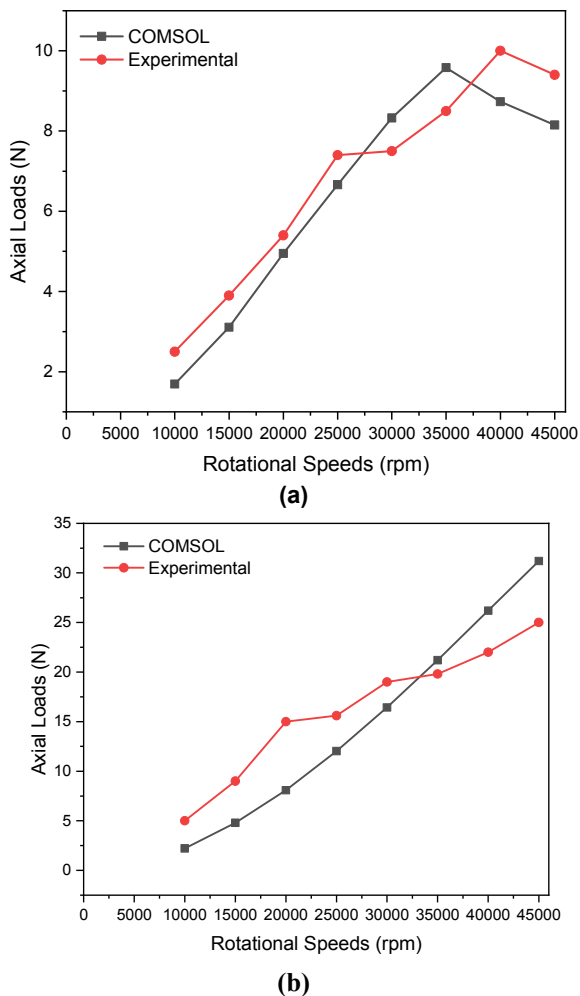 COMSOL
Experimental
10
8
6
4
2
Axial Loads (N)
0 5000 10000 15000 20000 25000 30000 35000 40000 45000
Rotational Speeds (rpm)
(a)
COMSOL
Experimental
35
30
25
20
15
10
5
0
Axial Loads (N)
0 5000 10000 15000 20000 25000 30000 35000 40000 45000
Rotational Speeds (rpm)
(b)